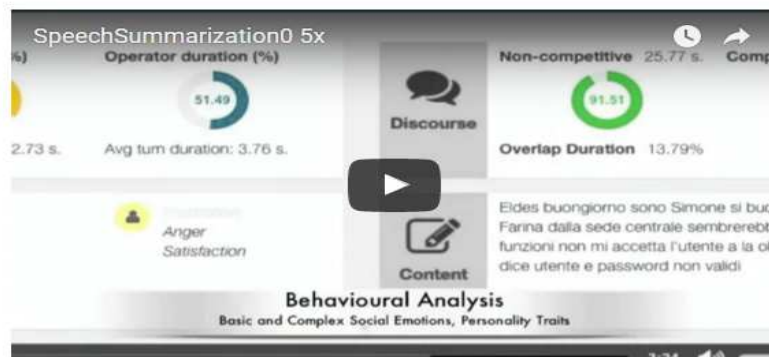 SpeechSummarization0 5x
%)
Operator duration (%)
51.49
2.73 s.
Avg turn duration: 3.76 s.
Anger
Satisfaction
Discourse
Non-competitive 25.77 s. Comp
91.51
Overlap Duration 13.79%
Content
Eldes buongiorno sono Simone si buo
Farina dalla sede centrale sembrerebb
funzioni non mi accetta l'utente a la ol
dice utente e password non validi
Behavioural Analysis
Basic and Complex Social Emotions, Personality Traits